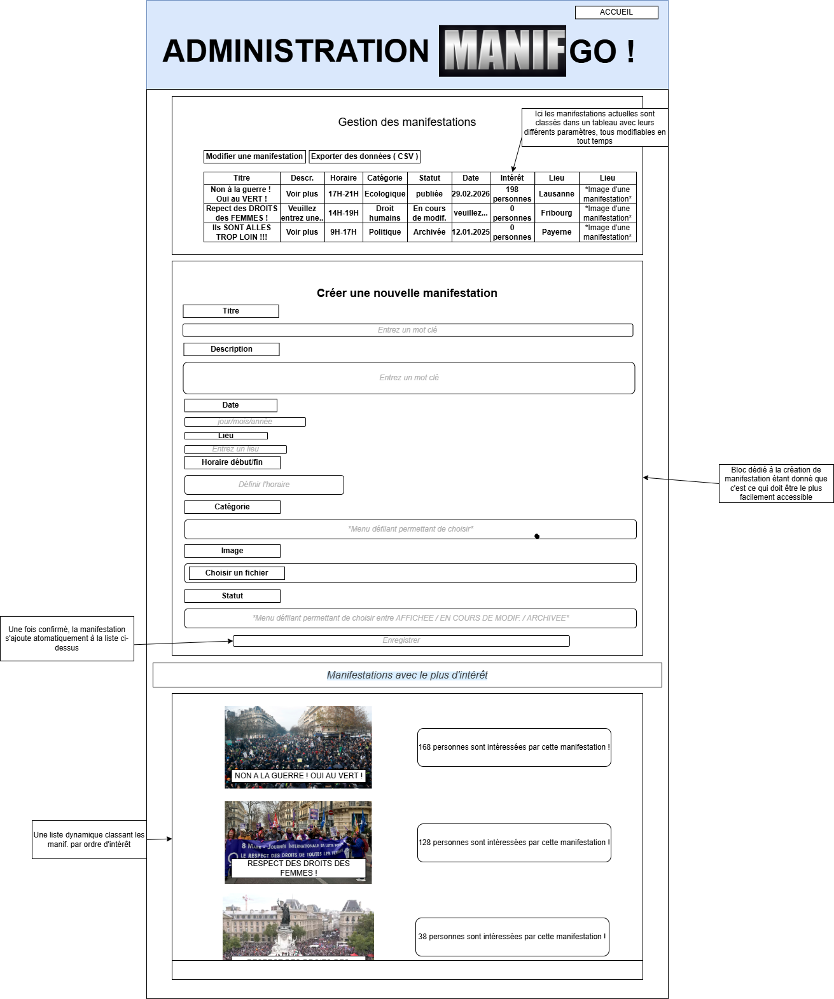 ACCUEIL
ADMINISTRATION MANIF GO !
Gestion des manifestations
Ici les manifestations actuelles sont
classés dans un tableau avec leurs
différents paramètres, tous modifiables en
tout temps
Modifier une manifestation Exporter des données ( CSV )
Titre Descr. Horaire Catégorie Statut Date Intérêt Lieu Lieu
Non à la guerre !
Oui au VERT ! Voir plus 17H-21H Ecologique publiée 29.02.2026 198
personnes Lausanne *Image d'une
manifestation*
Repect des DROITS
des FEMMES ! Veuillez
entrez une.. 14H-19H Droit
humains En cours
de modif. veuillez... 0
personnes Fribourg *Image d'une
manifestation*
Ils SONT ALLES
TROP LOIN !!! Voir plus 9H-17H Politique Archivée 12.01.2025 0
personnes Payerne *Image d'une
manifestation*
Créer une nouvelle manifestation
Titre
Entrez un mot clé
Description
Entrez un mot clé
Date
jour/mois/année
Lieu
Entrez un lieu
Horaire début/fin
Définir l'horaire
Bloc dédié à la création de
manifestation étant donné que
c'est ce qui doit être le plus
facilement accessible
Catégorie
*Menu défilant permettant de choisir*
Image
Choisir un fichier
Statut
*Menu défilant permettant de choisir entre AFFICHEE / EN COURS DE MODIF. / ARCHIVEE*
Une fois confirmé, la manifestation
s'ajoute atomatiquement à la liste ci-
dessus
Enregistrer
Manifestations avec le plus d'intérêt
168 personnes sont intéressées par cette manifestation !
NON A LA GUERRE ! OUI AU VERT !
Une liste dynamique classant les
manif. par ordre d'intérêt
128 personnes sont intéressées par cette manifestation !
8 MARS - JOURNÉE INTERNATIONALE DE LUTTE POUR
LE RESPECT DES DROITS DE TOUTES LES FEMMES
RESPECT DES DROITS DES
FEMMES !
38 personnes sont intéressées par cette manifestation !